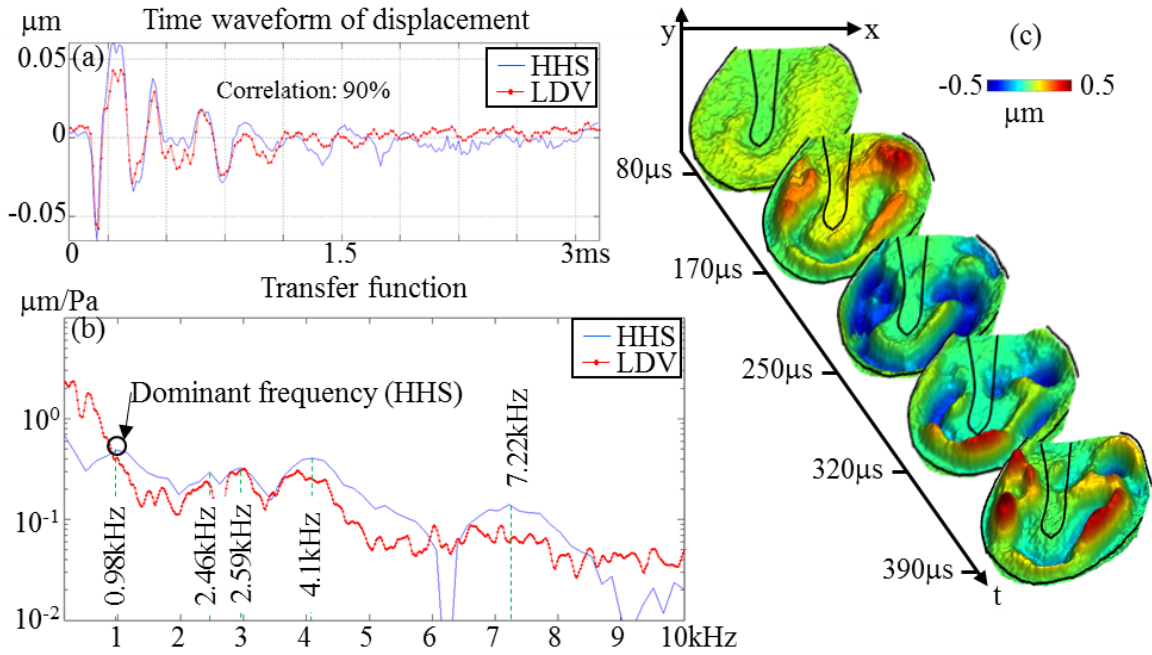 Time waveform of displacement
μm
(a)
0.05
0
-0.05
HHS
LDV
Correlation: 90%
0
1.5
3ms
Transfer function
μm/Pa
(b)
HHS
LDV
Dominant frequency (HHS)
10⁰
10⁻¹
10⁻²
0.98kHz
2.46kHz
2.59kHz
4.1kHz
7.22kHz
1 2 3 4 5 6 7 8 9 10kHz
y
x
(c)
-0.5 0.5
μm
80μs
170μs
250μs
320μs
390μs
t